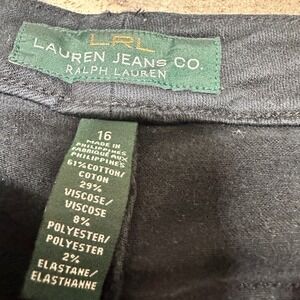 LRL
LAUREN JEANS CO.
RALPH LAUREN
16
MADE IN
PHILIPPINES
FABRIQUÉ AUX
PHILIPPINES
61% COTTON/
COTON
29%
VISCOSE/
VISCOSE
8%
POLYESTER/
POLYESTER
2%
ELASTANE/
ELASTHANNE